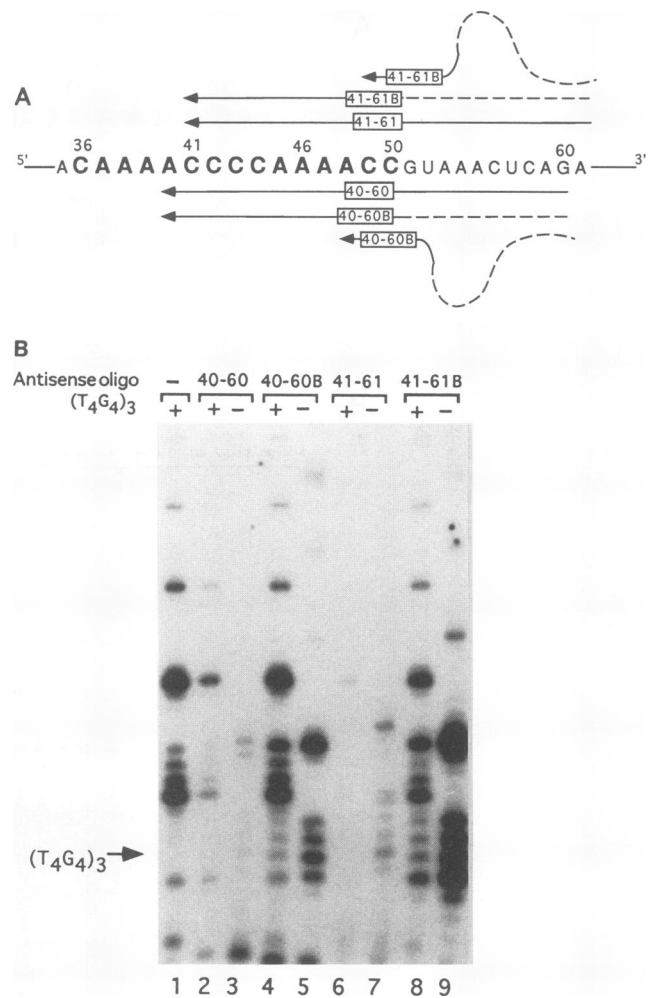 41-61B
A
41-61B
41-61
36 41 46 50 60
5' ACAAAACCCCAAAACCGUAAACUCAGA 3'
40-60
40-60B
40-60B
B
Antisense oligo – 40-60 40-60B 41-61 41-61B
(T4G4)3 + + – + – + – + –
(T4G4)3
1 2 3 4 5 6 7 8 9